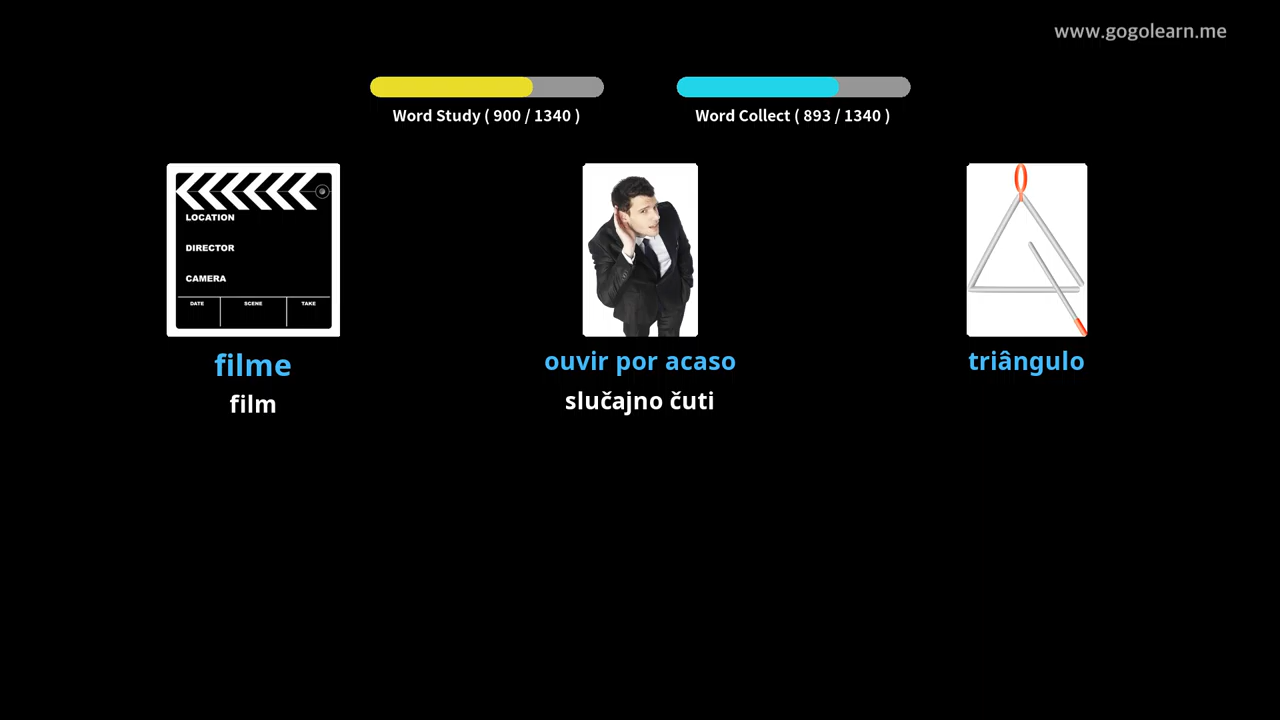 www.gogolearn.me
Word Study ( 900 / 1340 )
Word Collect ( 893 / 1340 )
LOCATION
DIRECTOR
CAMERA
DATE SCENE TAKE
filme
film
ouvir por acaso
slučajno čuti
triângulo